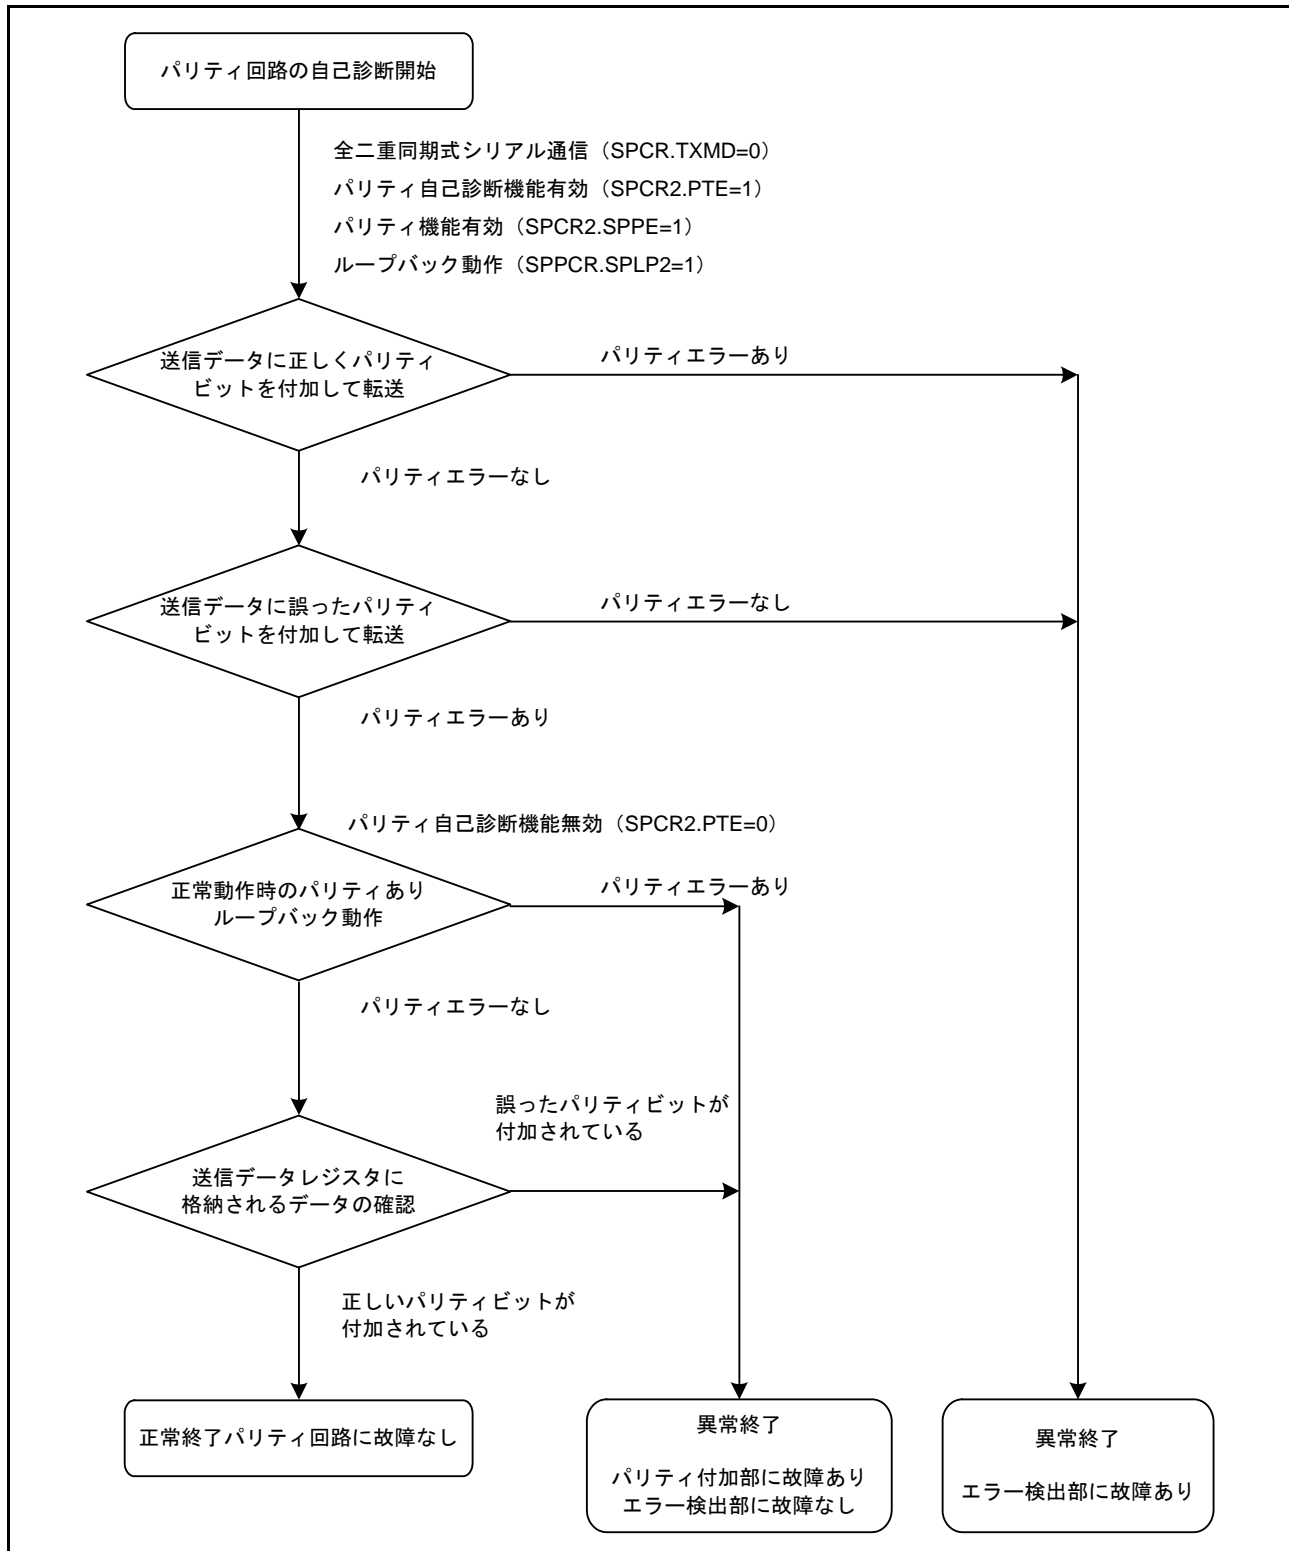 パリティ回路の自己診断開始
全二重同期式シリアル通信（SPCR.TXMD=0）
パリティ自己診断機能有効（SPCR2.PTE=1）
パリティ機能有効（SPCR2.SPPE=1）
ループバック動作（SPPCR.SPLP2=1）
送信データに正しくパリティ
ビットを付加して転送
パリティエラーあり
パリティエラーなし
送信データに誤ったパリティ
ビットを付加して転送
パリティエラーなし
パリティエラーあり
パリティ自己診断機能無効（SPCR2.PTE=0）
正常動作時のパリティあり
ループバック動作
パリティエラーあり
パリティエラーなし
誤ったパリティビットが
付加されている
送信データレジスタに
格納されるデータの確認
正しいパリティビットが
付加されている
正常終了パリティ回路に故障なし
異常終了
パリティ付加部に故障あり
エラー検出部に故障なし
異常終了
エラー検出部に故障あり